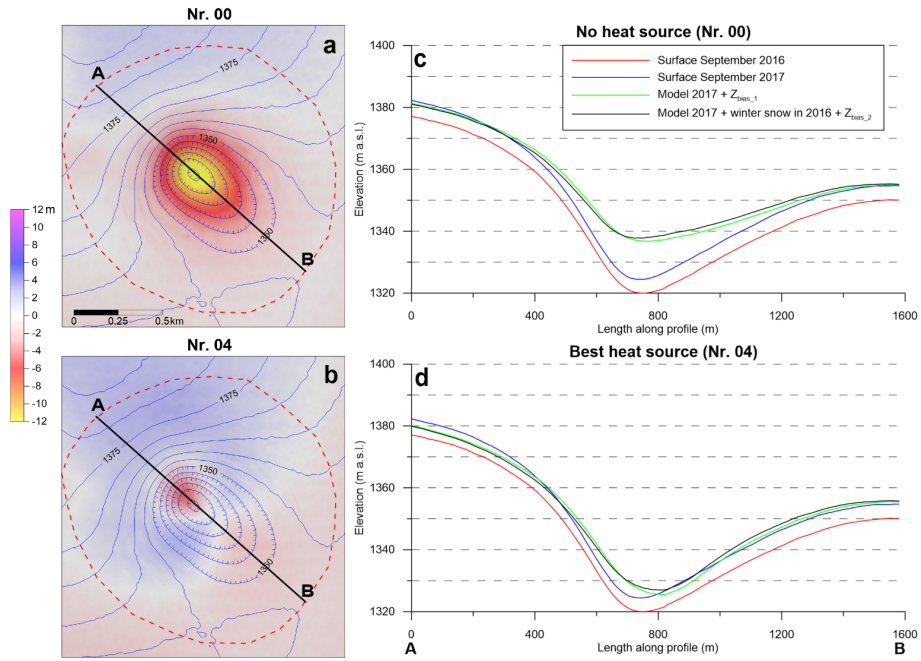 Nr. 00
a
A
1375
1375
1350
1350
B
0
0.25
0.5km
12 m
10
8
6
4
2
0
-2
-4
-6
-8
-10
-12
Nr. 04
b
A
1375
1375
1350
1350
B
No heat source (Nr. 00)
c
Surface September 2016
Surface September 2017
Model 2017 + Zbias_1
Model 2017 + winter snow in 2016 + Zbias_2
Elevation (m a.s.l.)
1400
1380
1360
1340
1320
0
400
800
1200
1600
Length along profile (m)
Best heat source (Nr. 04)
d
Elevation (m a.s.l.)
1400
1380
1360
1340
1320
0
400
800
1200
1600
A
Length along profile (m)
B